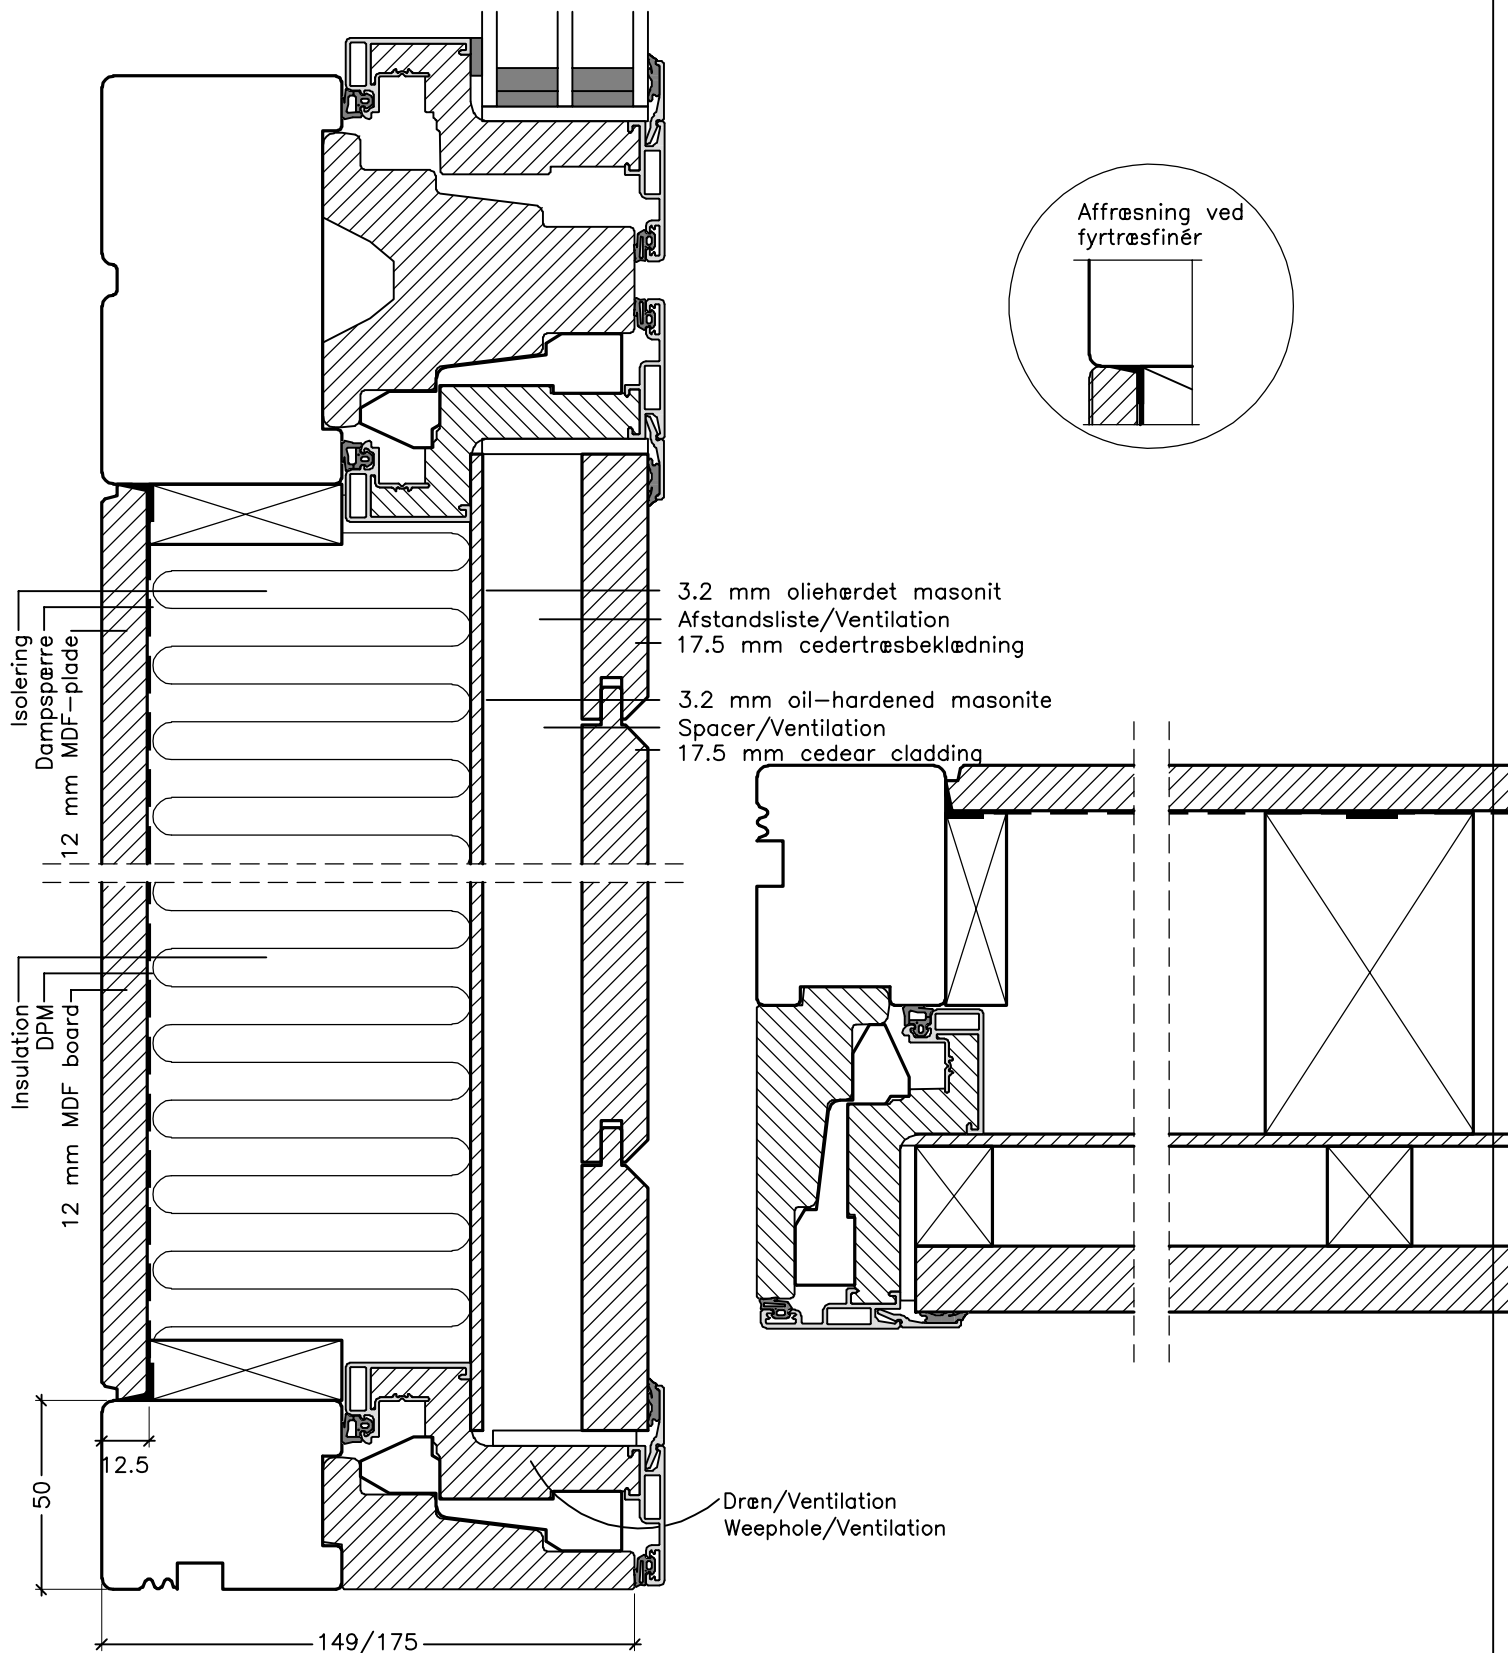 Affræsning ved
fyrtræsfinér
3.2 mm oliehærdet masonit
Afstandsliste/Ventilation
17.5 mm cedertræsbeklædning
3.2 mm oil-hardened masonite
Spacer/Ventilation
17.5 mm cedear cladding
Isolering
Dampspærre
12 mm MDF-plade
Insulation
DPM
12 mm MDF board
12.5
50
Dræn/Ventilation
Weephole/Ventilation
149/175